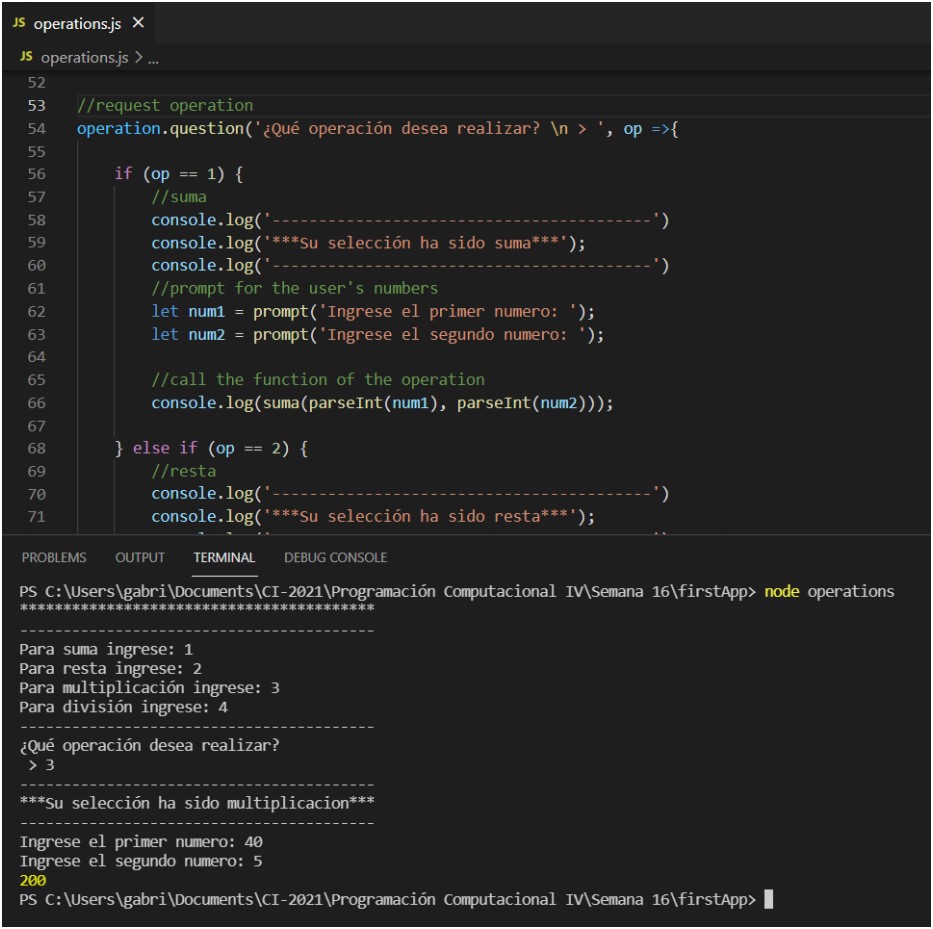 JS operations.js ×
JS operations.js > ...
52
53 //request operation
54 operation.question('¿Qué operación desea realizar? \n > ', op =>{
55
56 if (op == 1) {
57 //suma
58 console.log('-----------------------------------------')
59 console.log('***Su selección ha sido suma***');
60 console.log('-----------------------------------------')
61 //prompt for the user's numbers
62 let num1 = prompt('Ingrese el primer numero: ');
63 let num2 = prompt('Ingrese el segundo numero: ');
64
65 //call the function of the operation
66 console.log(suma(parseInt(num1), parseInt(num2)));
67
68 } else if (op == 2) {
69 //resta
70 console.log('-----------------------------------------')
71 console.log('***Su selección ha sido resta***');
PROBLEMS OUTPUT TERMINAL DEBUG CONSOLE
PS C:\Users\gabri\Documents\CI-2021\Programación Computacional IV\Semana 16\firstApp> node operations
*****************************************
-----------------------------------------
Para suma ingrese: 1
Para resta ingrese: 2
Para multiplicación ingrese: 3
Para división ingrese: 4
-----------------------------------------
¿Qué operación desea realizar?
> 3
-----------------------------------------
***Su selección ha sido multiplicacion***
-----------------------------------------
Ingrese el primer numero: 40
Ingrese el segundo numero: 5
200
PS C:\Users\gabri\Documents\CI-2021\Programación Computacional IV\Semana 16\firstApp>